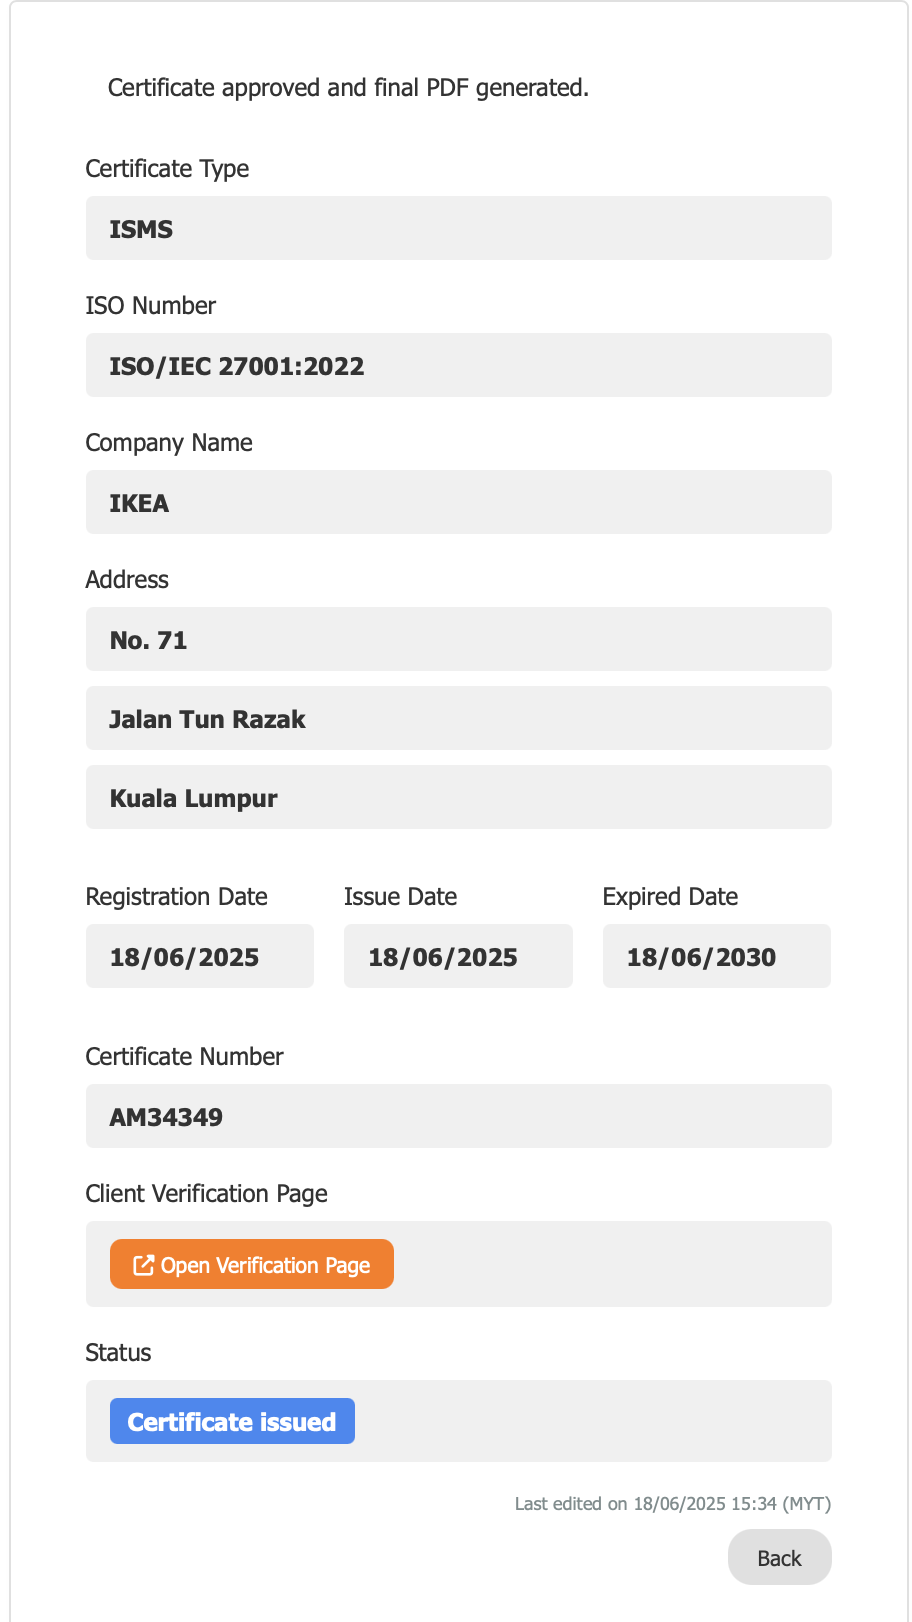 Certificate approved and final PDF generated.
Certificate Type
ISMS
ISO Number
ISO/IEC 27001:2022
Company Name
IKEA
Address
No. 71
Jalan Tun Razak
Kuala Lumpur
Registration Date Issue Date Expired Date
18/06/2025 18/06/2025 18/06/2030
Certificate Number
AM34349
Client Verification Page
Open Verification Page
Status
Certificate issued
Last edited on 18/06/2025 15:34 (MYT)
Back